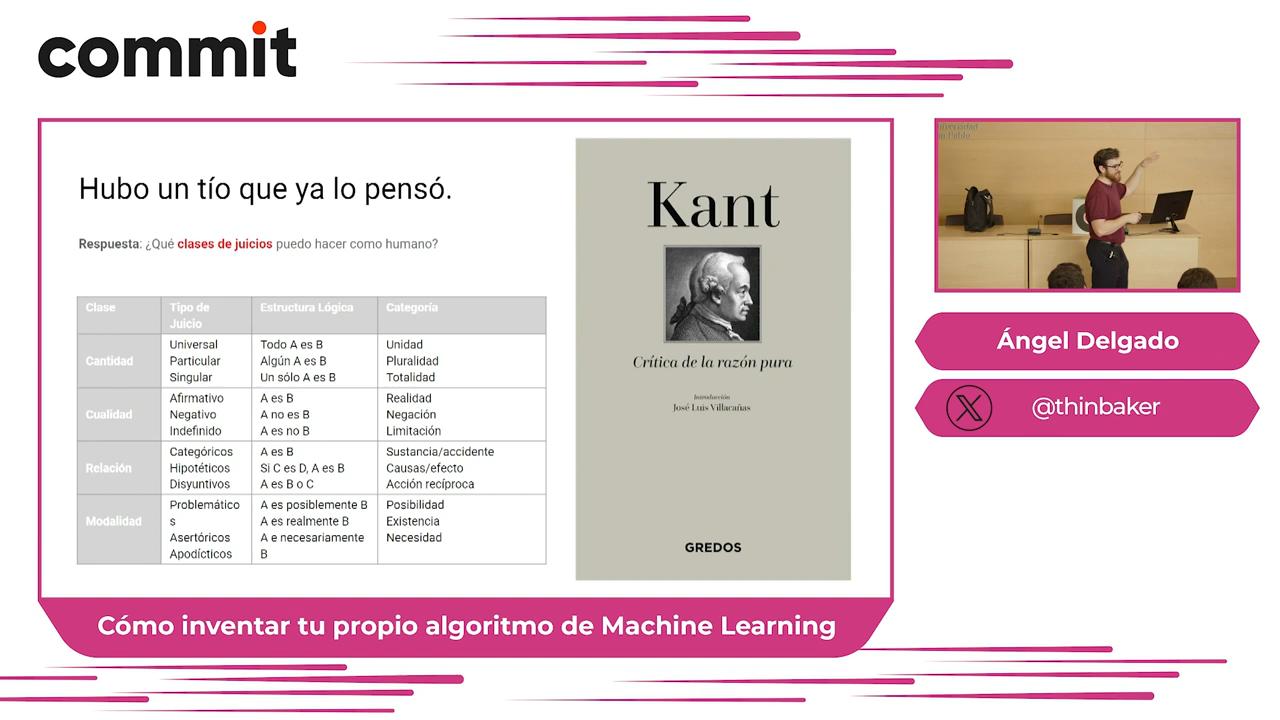 commit
Hubo un tío que ya lo pensó.
Respuesta: ¿Qué clases de juicios puedo hacer como humano?
Clase
Tipo de
Juicio
Estructura Lógica
Categoría
Cantidad
Universal
Particular
Singular
Todo A es B
Algún A es B
Un sólo A es B
Unidad
Pluralidad
Totalidad
Cualidad
Afirmativo
Negativo
Indefinido
A es B
A no es B
A es no B
Realidad
Negación
Limitación
Relación
Categóricos
Hipotéticos
Disyuntivos
A es B
Si C es D, A es B
A es B o C
Sustancia/accidente
Causas/efecto
Acción recíproca
Modalidad
Problemático
s
Asertóricos
Apodícticos
A es posiblemente B
A es realmente B
A e necesariamente
B
Posibilidad
Existencia
Necesidad
Kant
Crítica de la razón pura
Introducción
José Luis Villacañas
GREDOS
Ángel Delgado
@thinbaker
Cómo inventar tu propio algoritmo de Machine Learning